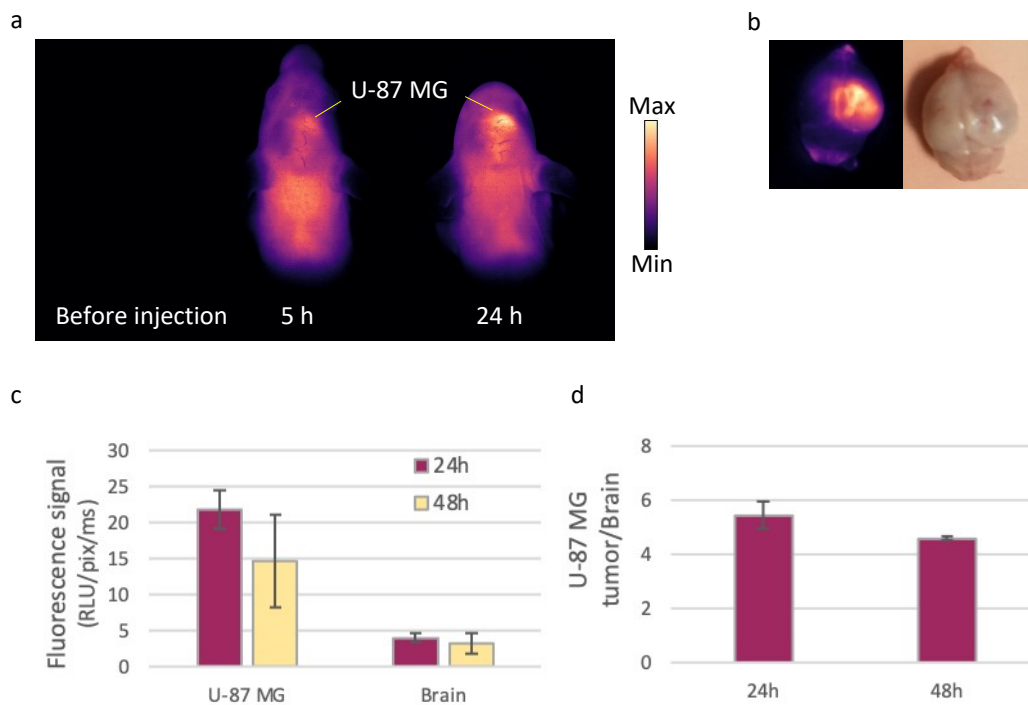 a
U-87 MG
Max
Min
Before injection
5 h
24 h
b
c
Fluorescence signal
(RLU/pix/ms)
30
25
20
15
10
5
0
24h
48h
U-87 MG
Brain
d
U-87 MG
tumor/Brain
8
6
4
2
0
24h
48h